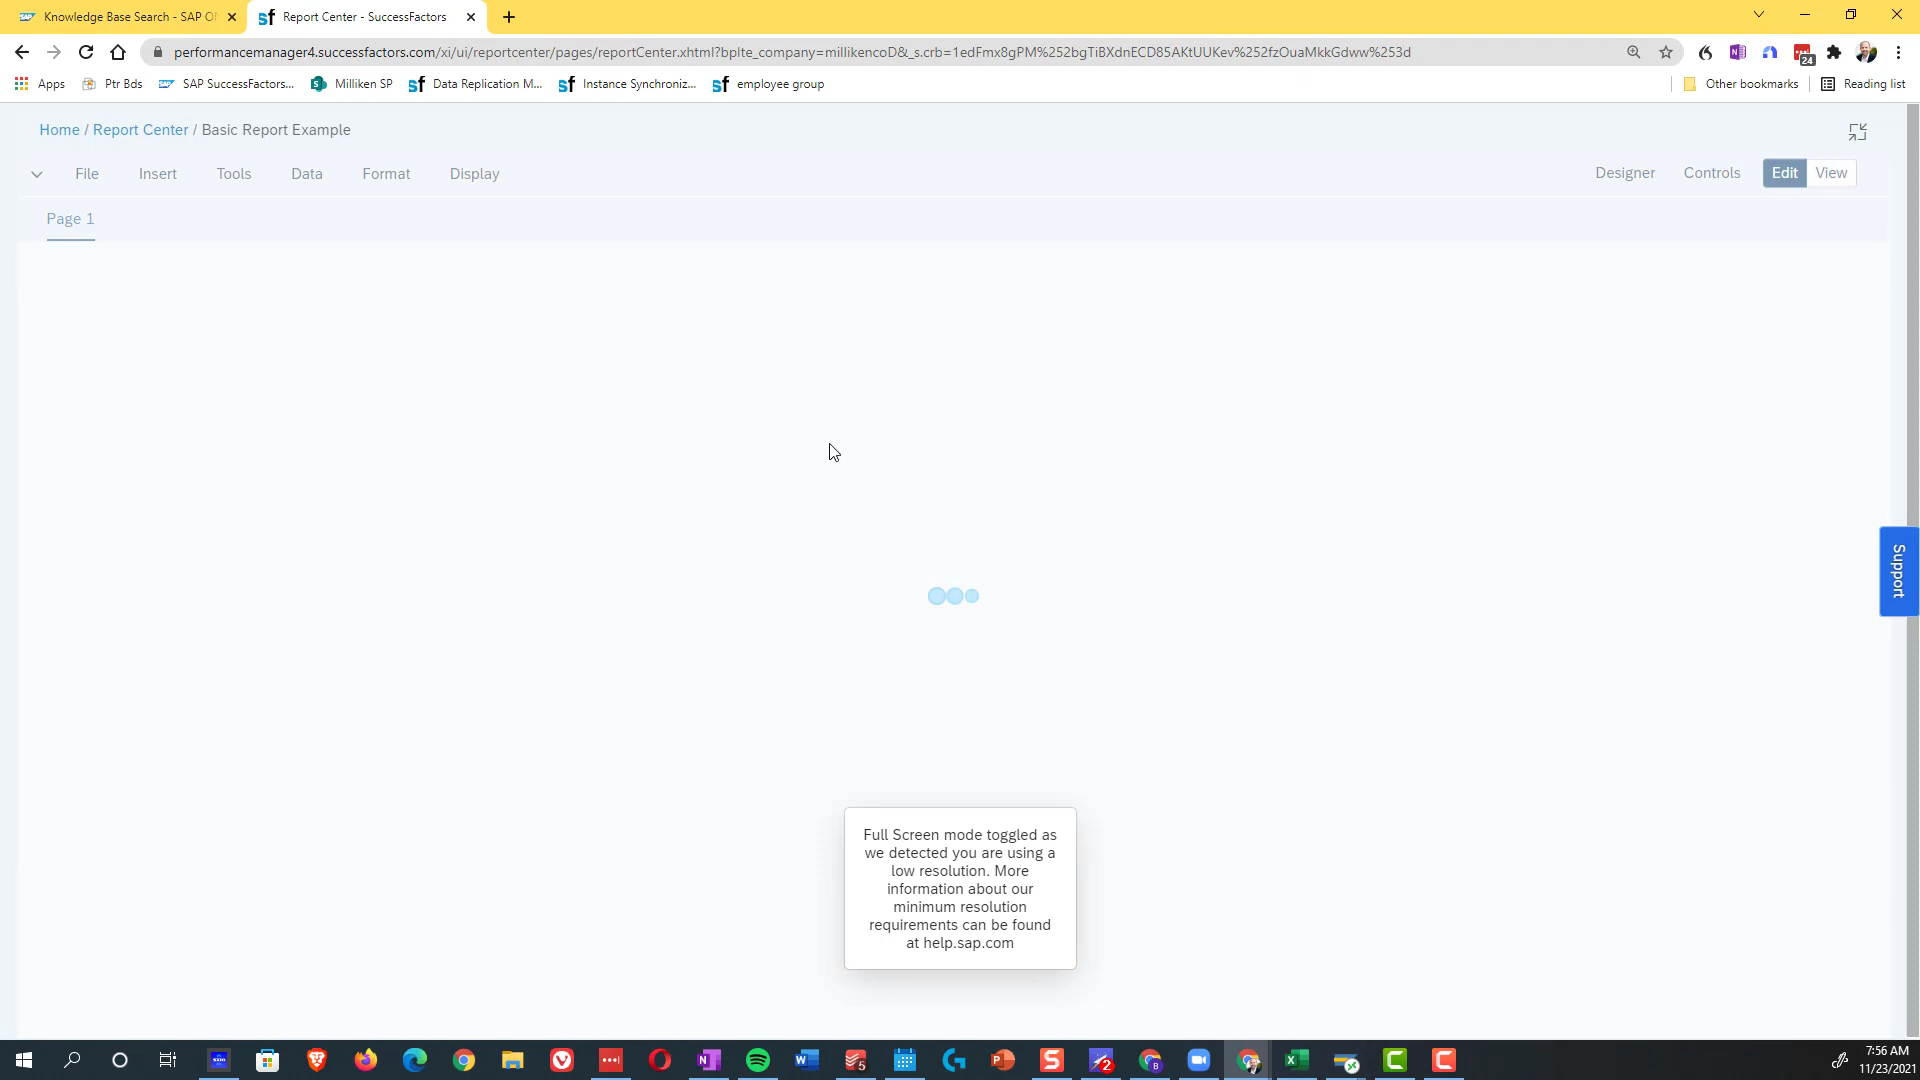 Knowledge Base Search - SAP O
Report Center - SuccessFactors
performancemanager4.successfactors.com/xi/ui/reportcenter/pages/reportCenter.xhtml?bplte_company=millikencoD&_s.crb=1edFmx8gPM%252bgTiBXdnECD85AKtUUKev%252fzOuaMkkGdww%253d
24
Apps
Ptr Bds
SAP SuccessFactors...
Milliken SP
Data Replication M...
Instance Synchroniz...
employee group
Other bookmarks
Reading list
Home / Report Center / Basic Report Example
File
Insert
Tools
Data
Format
Display
Designer
Controls
Edit
View
Page 1
Support
Full Screen mode toggled as
we detected you are using a
low resolution. More
information about our
minimum resolution
requirements can be found
at help.sap.com
5
2
7:56 AM
11/23/2021